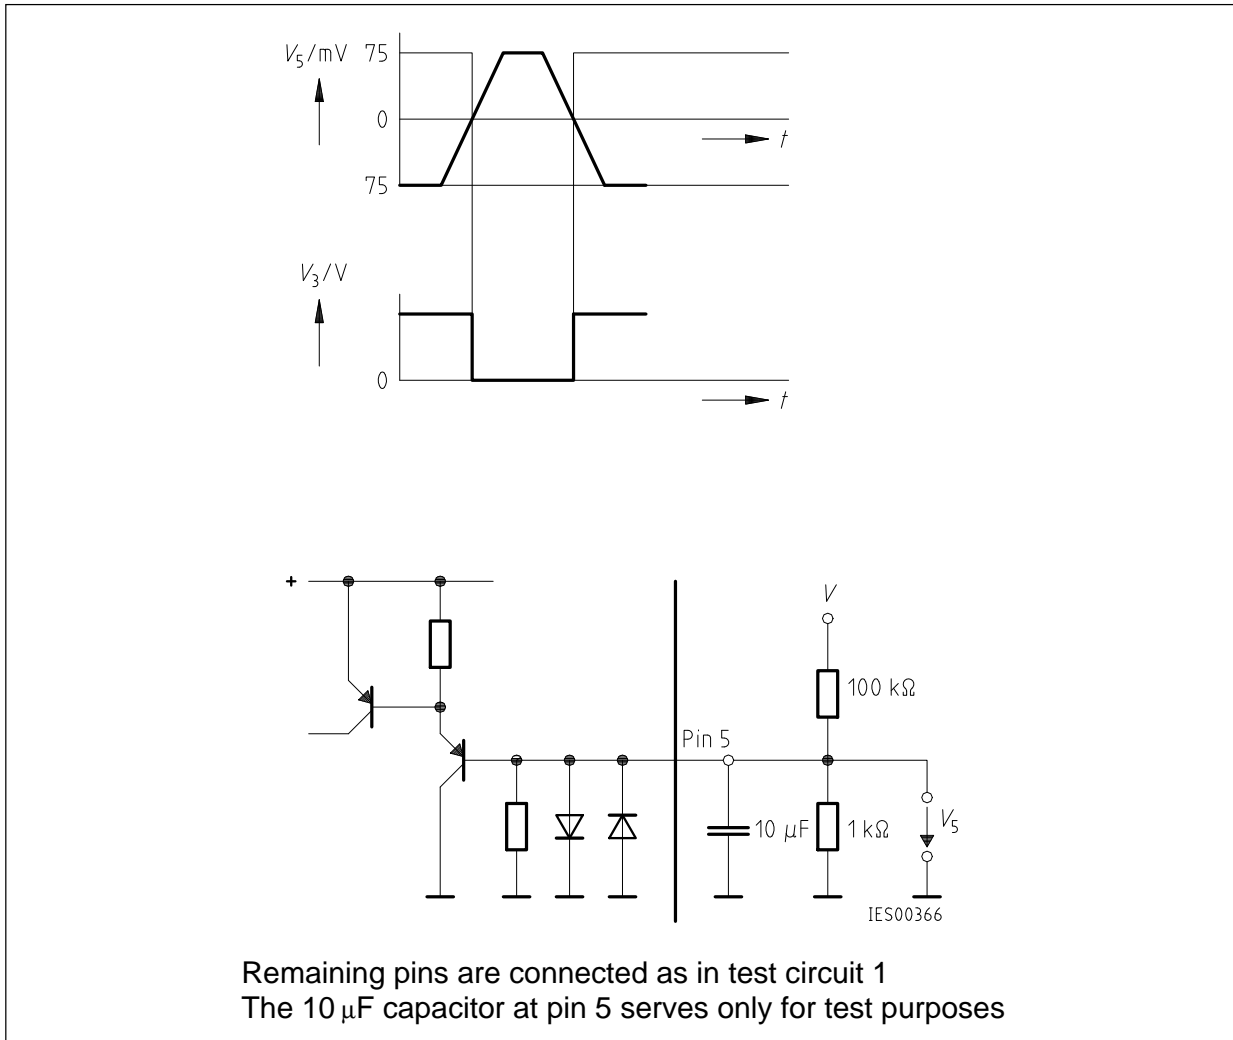 V5/mV
75
0
t
75
V3/V
0
t
+
V
100 kΩ
Pin 5
10 μF
1 kΩ
V5
IES00366
Remaining pins are connected as in test circuit 1
The 10 μF capacitor at pin 5 serves only for test purposes